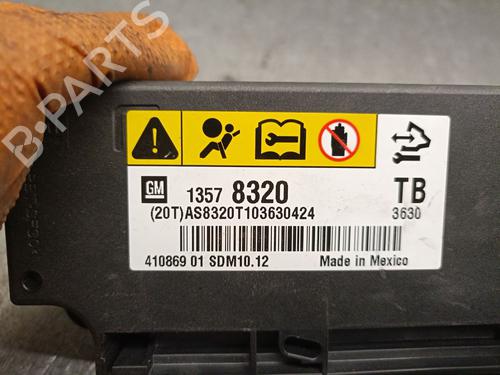 B-PARTS
GM 1357 8320 TB
(20T)AS8320T103630424 3630
410869 01 SDM10.12 Made in Mexico